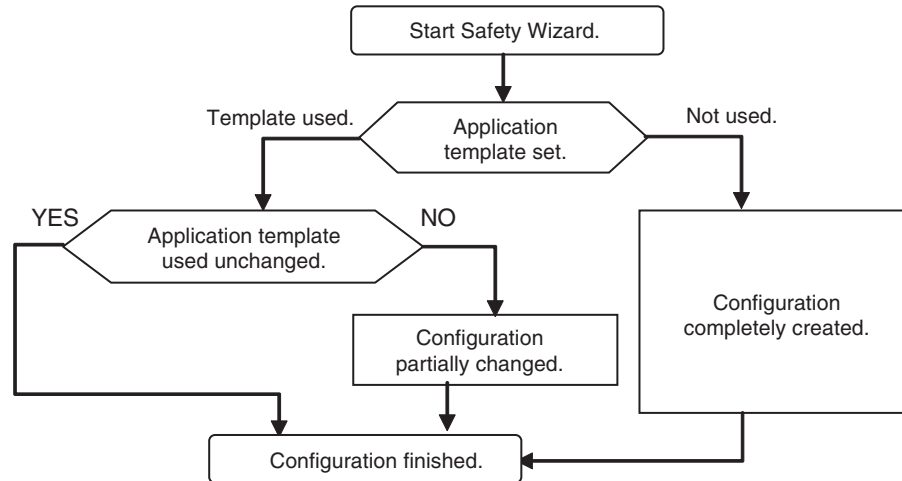 Start Safety Wizard.
Template used.
Application
template set.
Not used.
YES
Application template
used unchanged.
NO
Configuration
partially changed.
Configuration
completely created.
Configuration finished.